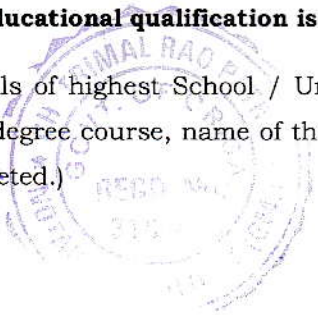 ducational qualification is
ls of highest School / Un
degree course, name of th
eted.)